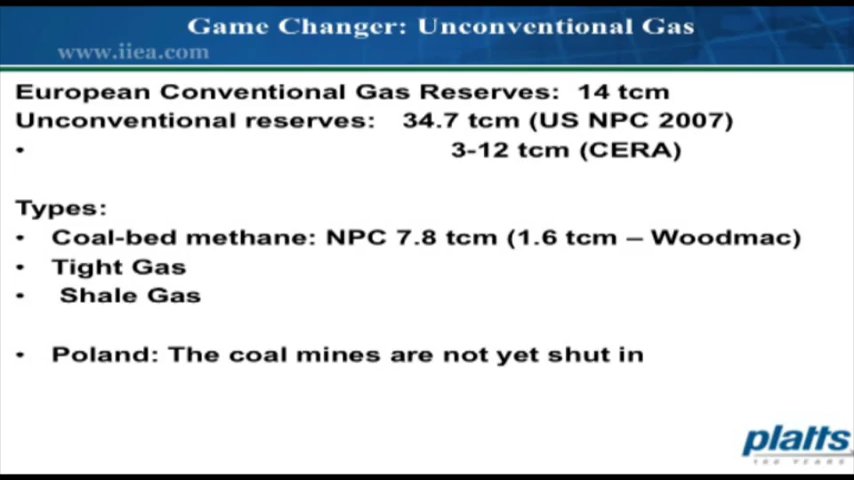 Game Changer: Unconventional Gas
www.iiea.com
European Conventional Gas Reserves: 14 tcm
Unconventional reserves: 34.7 tcm (US NPC 2007)
• 3-12 tcm (CERA)
Types:
• Coal-bed methane: NPC 7.8 tcm (1.6 tcm – Woodmac)
• Tight Gas
• Shale Gas
• Poland: The coal mines are not yet shut in
platts
100 YEARS